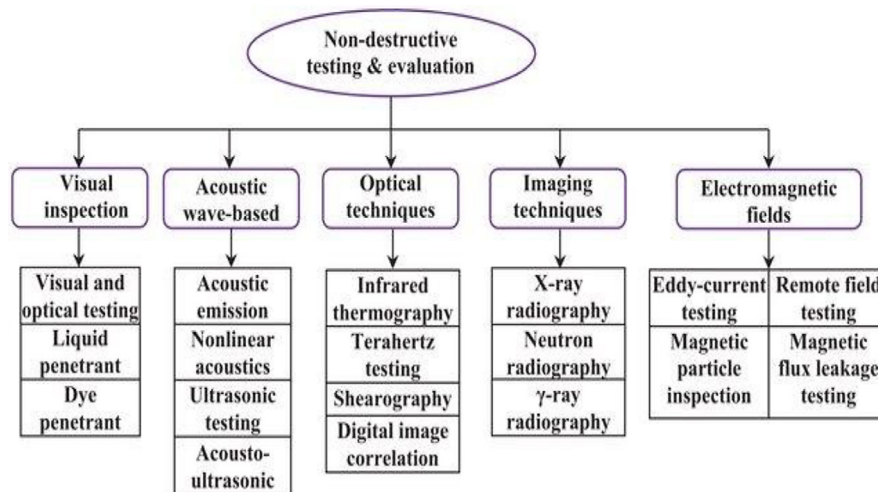 Non-destructive
testing & evaluation
Visual
inspection
Acoustic
wave-based
Optical
techniques
Imaging
techniques
Electromagnetic
fields
Visual and
optical testing
Liquid
penetrant
Dye
penetrant
Acoustic
emission
Nonlinear
acoustics
Ultrasonic
testing
Acousto-
ultrasonic
Infrared
thermography
Terahertz
testing
Shearography
Digital image
correlation
X-ray
radiography
Neutron
radiography
γ-ray
radiography
Eddy-current
testing
Remote field
testing
Magnetic
particle
inspection
Magnetic
flux leakage
testing